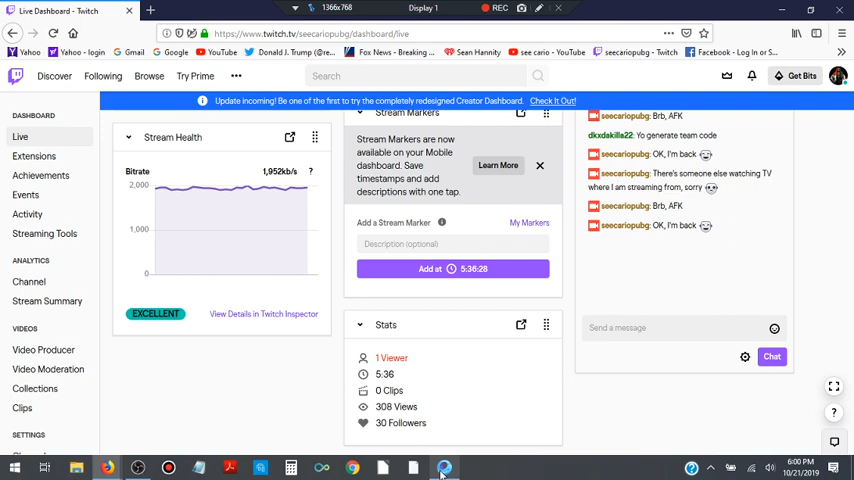 Live Dashboard - Twitch
1366x768
Display 1
REC
https://www.twitch.tv/seecariopubg/dashboard/live
Yahoo
Yahoo - login
Gmail
Google
YouTube
Donald J. Trump (@re...
Fox News - Breaking ...
Sean Hannity
see cario - YouTube
seecariopubg - Twitch
Facebook - Log In or S...
Discover
Following
Browse
Try Prime
Search
Get Bits
DASHBOARD
Update incoming! Be one of the first to try the completely redesigned Creator Dashboard. Check It Out!
Live
Extensions
Achievements
Events
Activity
Streaming Tools
ANALYTICS
Channel
Stream Summary
VIDEOS
Video Producer
Video Moderation
Collections
Clips
SETTINGS
Stream Health
Bitrate
1,952kb/s
?
2,000
1,000
0
EXCELLENT
View Details in Twitch Inspector
Stream Markers
Stream Markers are now
available on your Mobile
dashboard. Save
timestamps and add
descriptions with one tap.
Learn More
Add a Stream Marker
My Markers
Description (optional)
Add at 5:36:28
Stats
1 Viewer
5:36
0 Clips
308 Views
30 Followers
seecariopubg: Brb, AFK
dkxdakilla22: Yo generate team code
seecariopubg: OK, I'm back
seecariopubg: There's someone else watching TV
where I am streaming from, sorry
seecariopubg: Brb, AFK
seecariopubg: OK, I'm back
Send a message
Chat
?
6:00 PM
10/21/2019